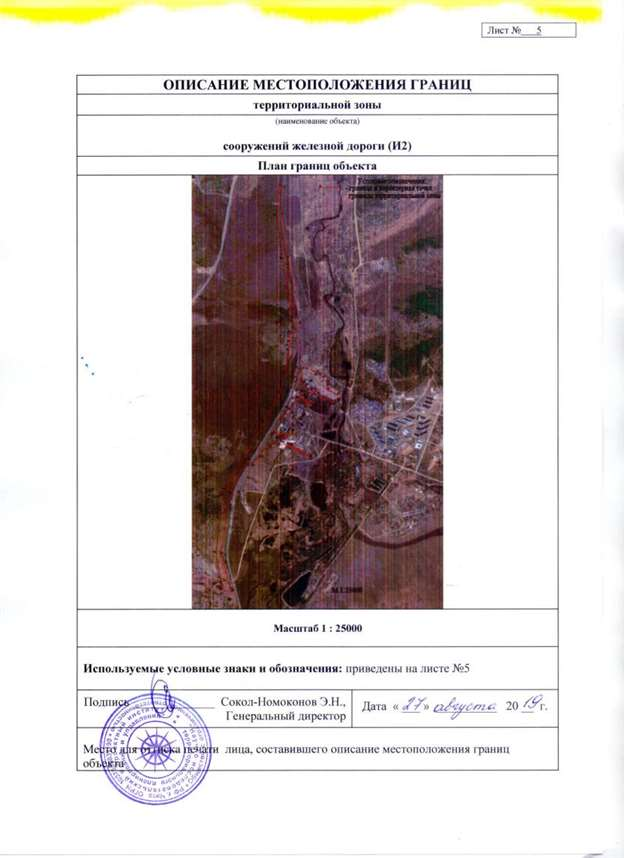 Лист № 5
ОПИСАНИЕ МЕСТОПОЛОЖЕНИЯ ГРАНИЦ
территориальной зоны
(наименование объекта)
сооружений железной дороги (И2)
План границ объекта
Условные обозначения:
граница и характерная точка
границы территориальной зоны
М 1:25000
Масштаб 1 : 25000
Используемые условные знаки и обозначения: приведены на листе №5
Подпись Сокол-Номоконов Э.Н.,
Генеральный директор
Дата « 27 » августа 20 19 г.
Место для оттиска печати лица, составившего описание местоположения границ
объекта